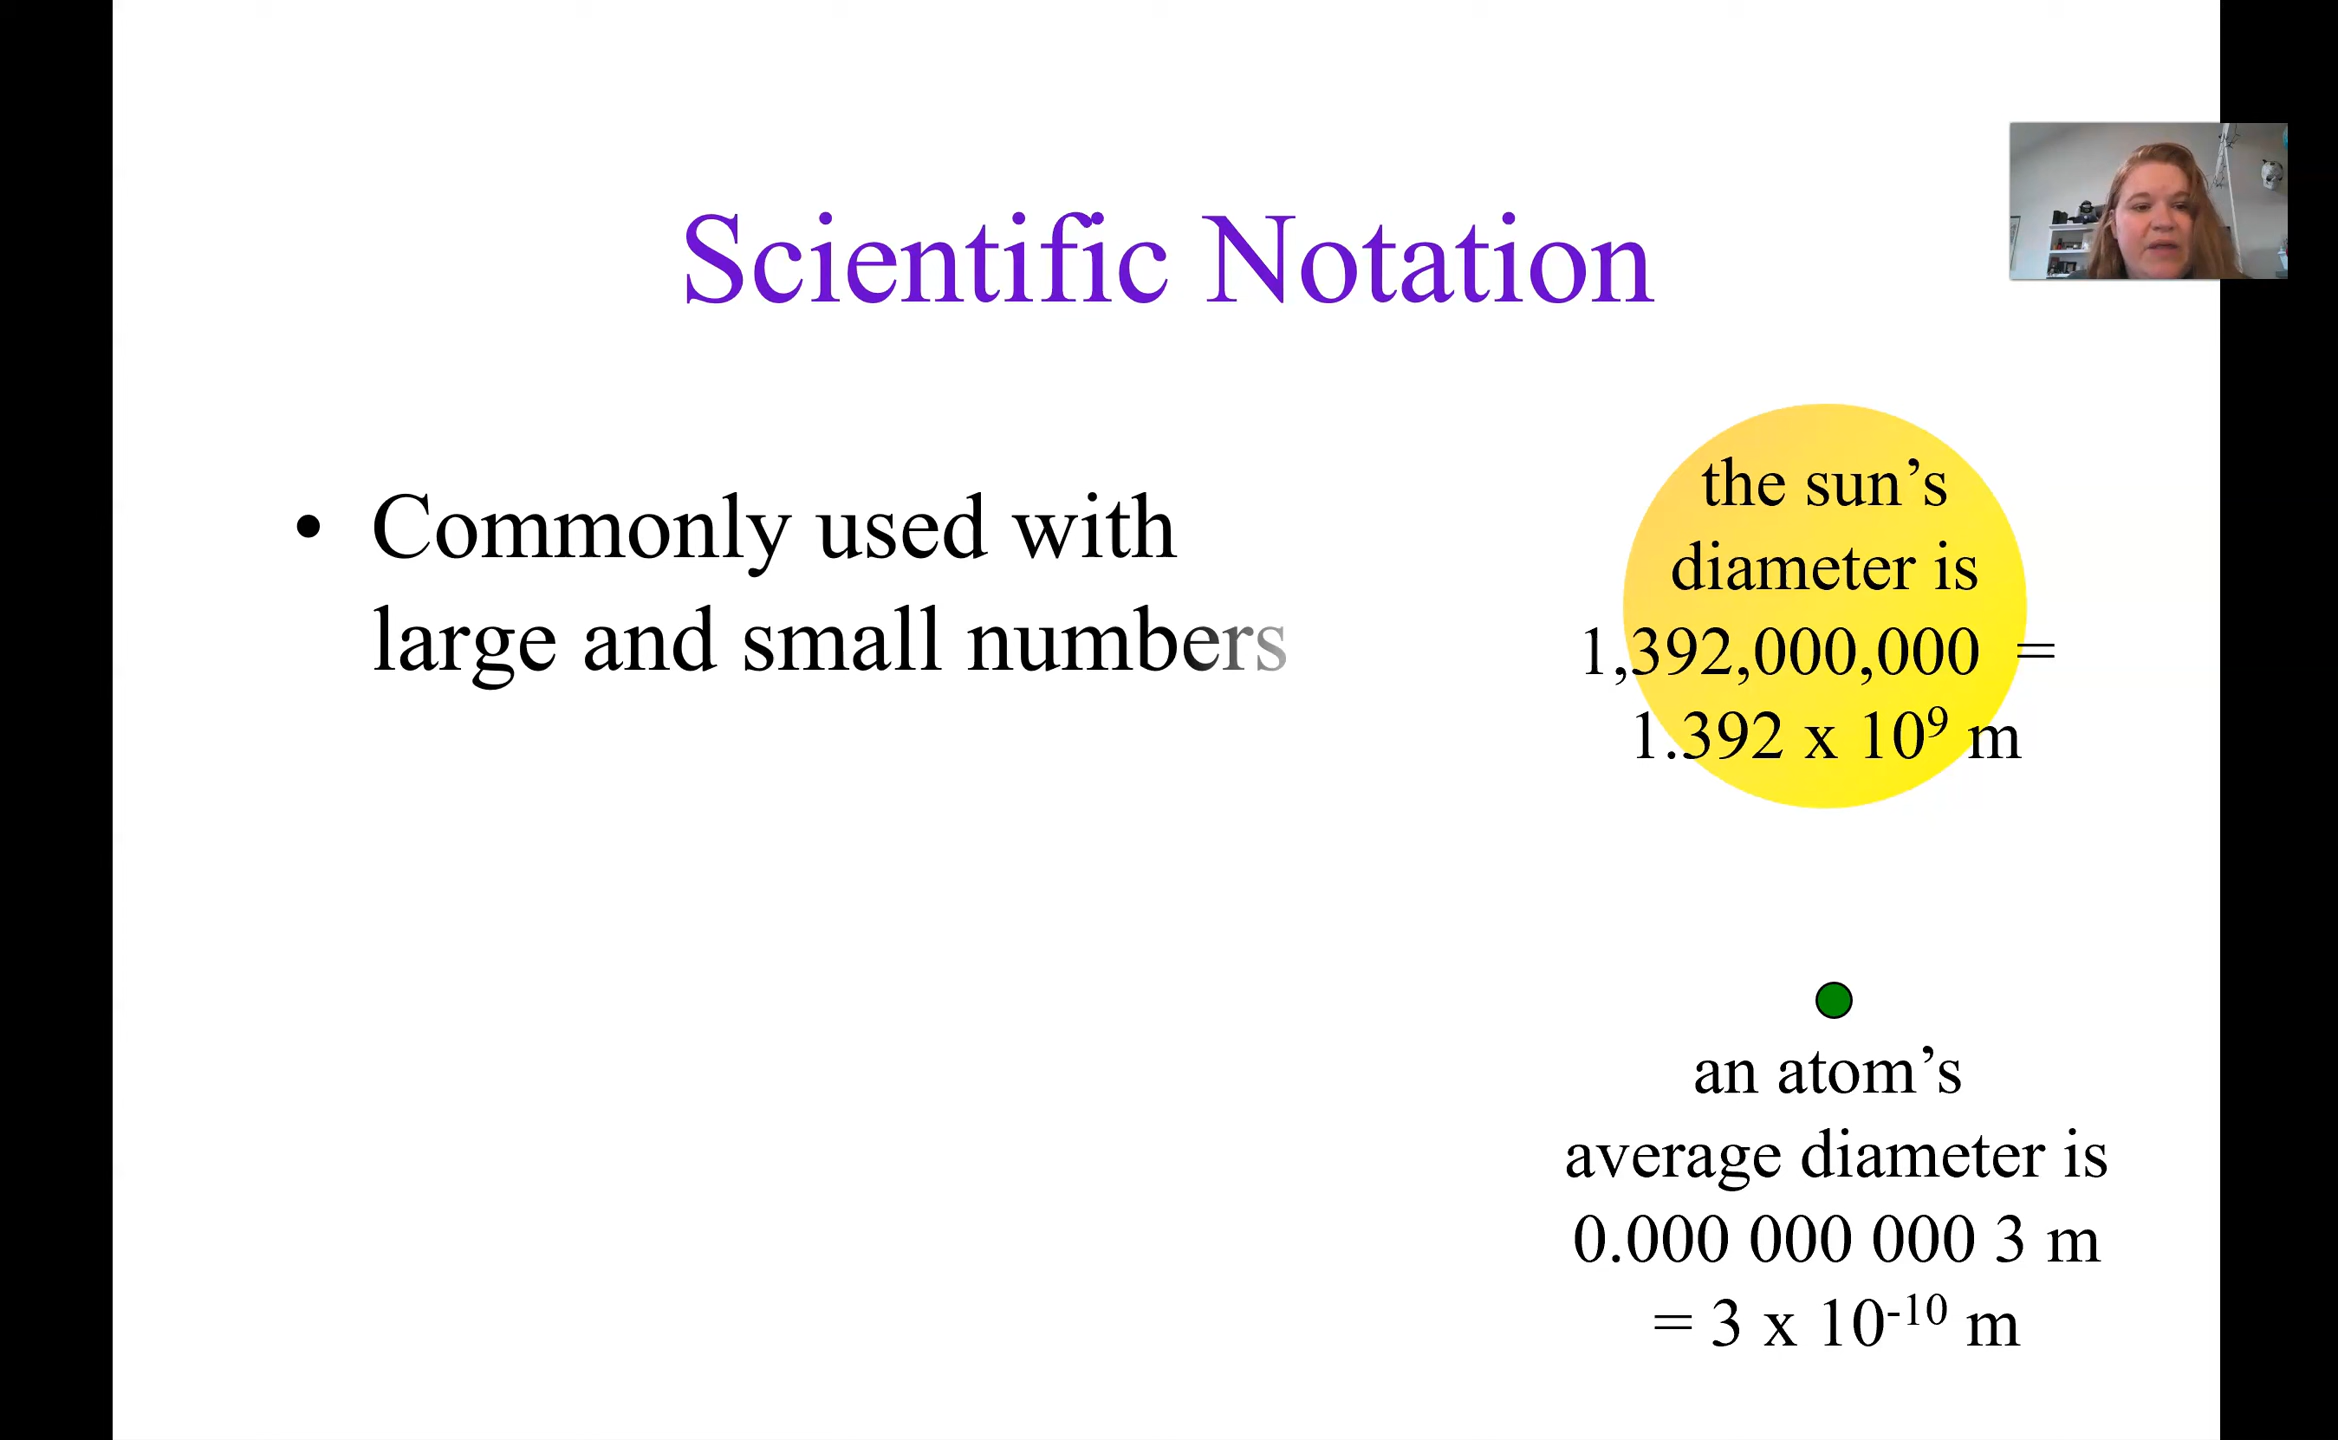 Scientific Notation
• Commonly used with
large and small numbers
the sun’s
diameter is
1,392,000,000 =
1.392 x 10⁹ m
an atom’s
average diameter is
0.000 000 000 3 m
= 3 x 10⁻¹⁰ m